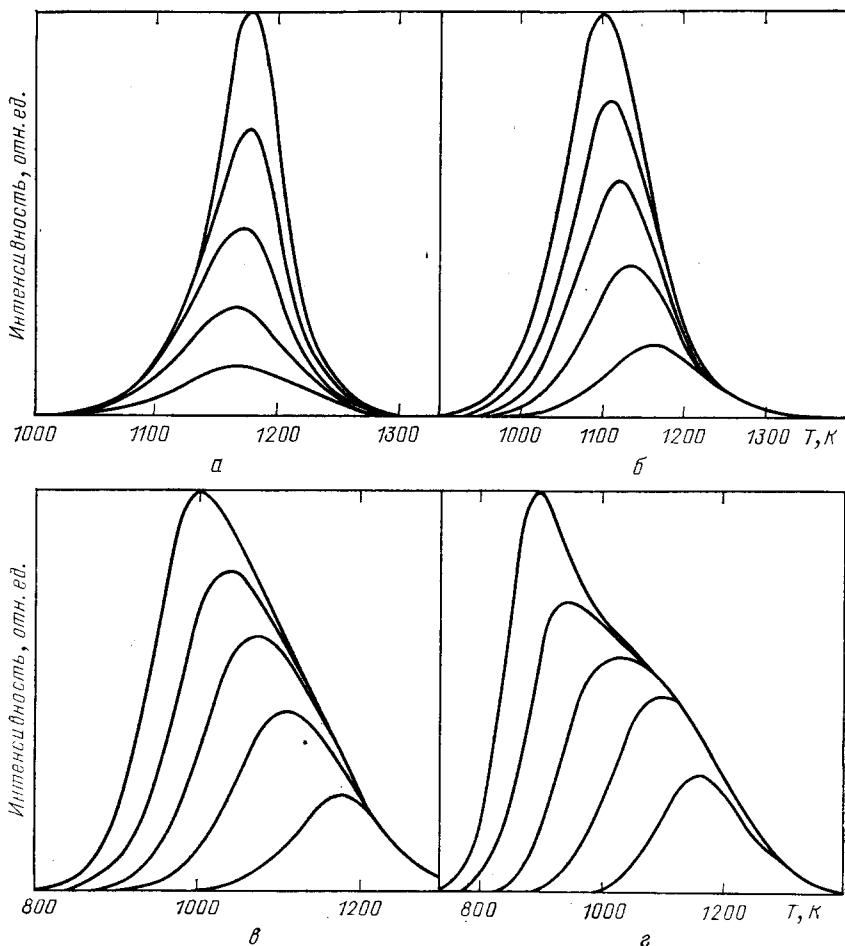 Интенсивность, отн. ед.
1000 1100 1200 1300
а
1000 1100 1200 1300 T, К
б
Интенсивность, отн. ед.
800 1000 1200
в
800 1000 1200 T, К
г